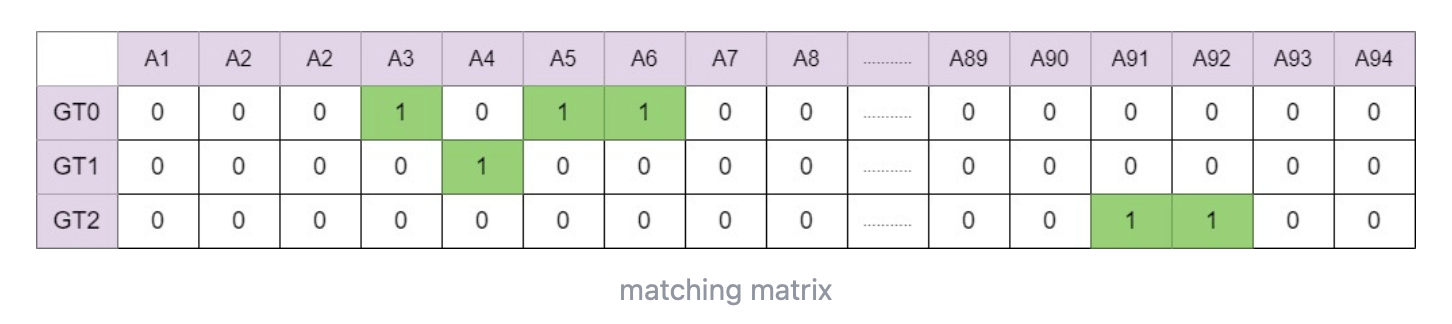 A1 A2 A2 A3 A4 A5 A6 A7 A8 ........... A89 A90 A91 A92 A93 A94
GT0 0 0 0 1 0 1 1 0 0 ........... 0 0 0 0 0 0
GT1 0 0 0 0 1 0 0 0 0 ........... 0 0 0 0 0 0
GT2 0 0 0 0 0 0 0 0 0 ........... 0 0 1 1 0 0
matching matrix